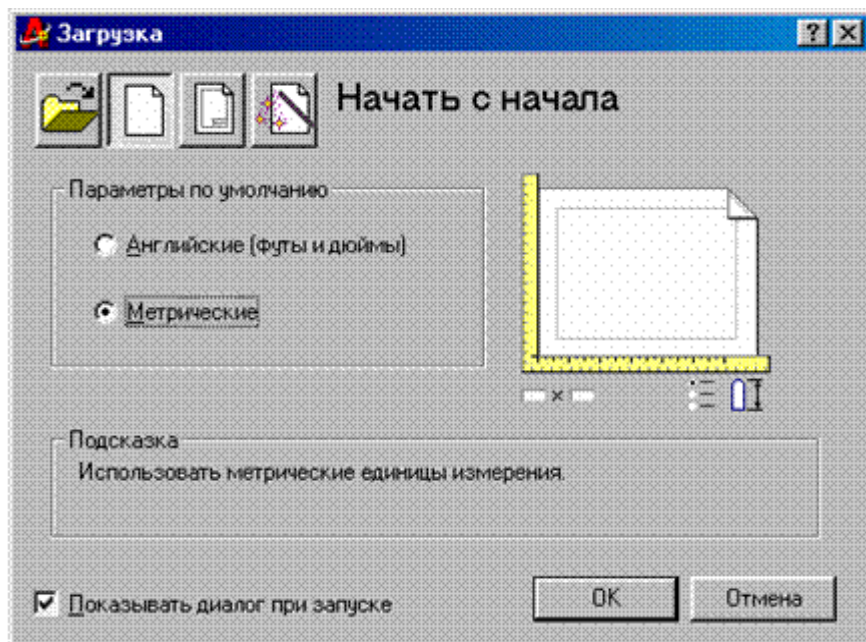 Загрузка
Начать с начала
Параметры по умолчанию
Английские (футы и дюймы)
Метрические
Подсказка
Использовать метрические единицы измерения.
Показывать диалог при запуске
OK
Отмена